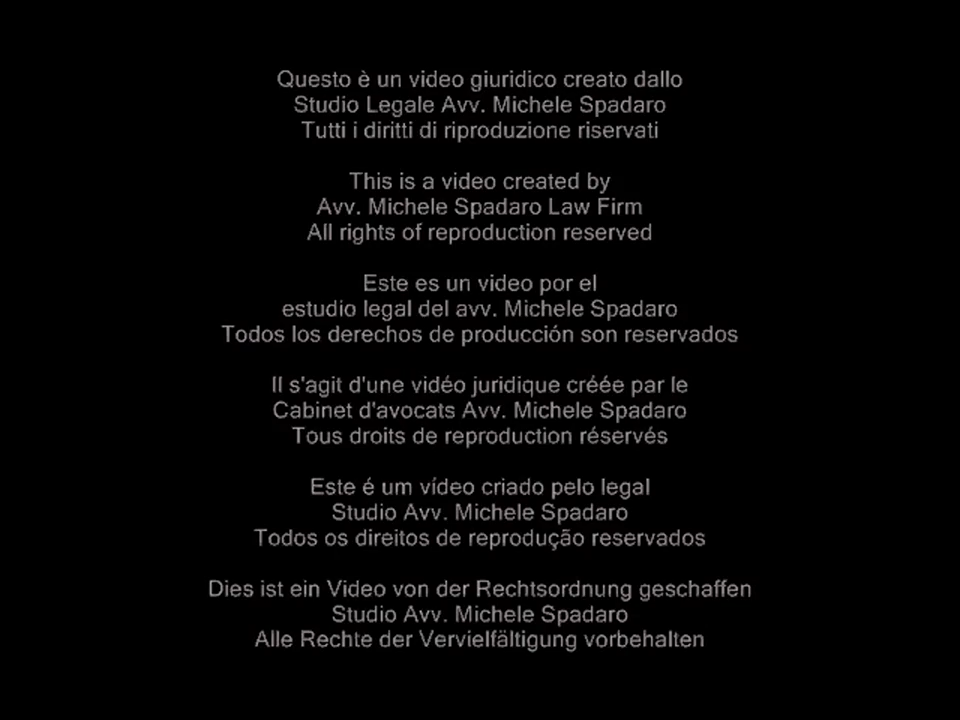 Questo è un video giuridico creato dallo
Studio Legale Avv. Michele Spadaro
Tutti i diritti di riproduzione riservati
This is a video created by
Avv. Michele Spadaro Law Firm
All rights of reproduction reserved
Este es un video por el
estudio legal del avv. Michele Spadaro
Todos los derechos de producción son reservados
Il s'agit d'une vidéo juridique créée par le
Cabinet d'avocats Avv. Michele Spadaro
Tous droits de reproduction réservés
Este é um vídeo criado pelo legal
Studio Avv. Michele Spadaro
Todos os direitos de reprodução reservados
Dies ist ein Video von der Rechtsordnung geschaffen
Studio Avv. Michele Spadaro
Alle Rechte der Vervielfältigung vorbehalten